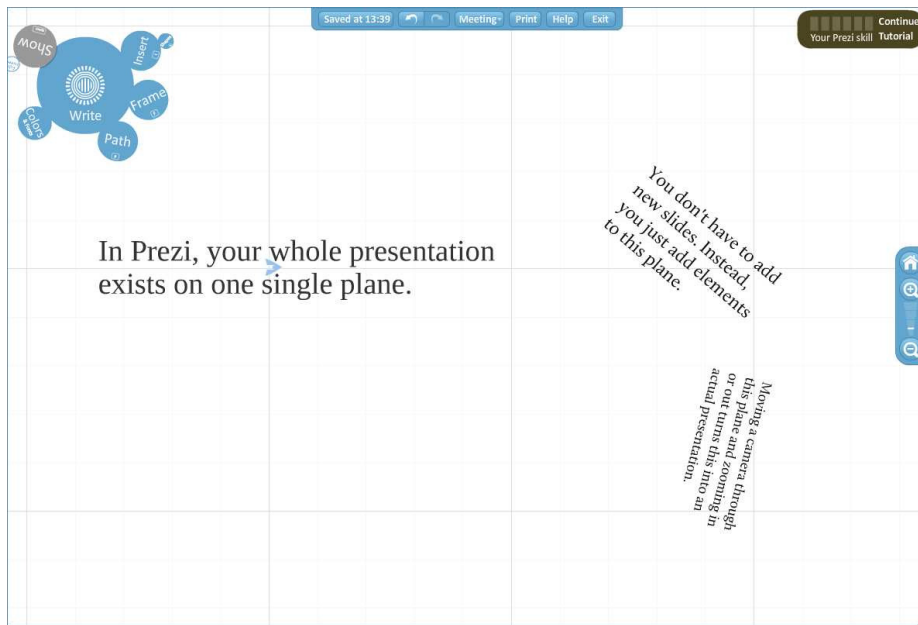 Saved at 13:39
Meeting
Print
Help
Exit
Continue
Tutorial
Your Prezi skill
Show
Insert
Frame
Write
Colors
Path
In Prezi, your whole presentation
exists on one single plane.
You don't have to add
new slides. Instead,
you just add elements
to this plane.
Moving a camera through
this plane and zooming in
or out turns this into an
actual presentation.